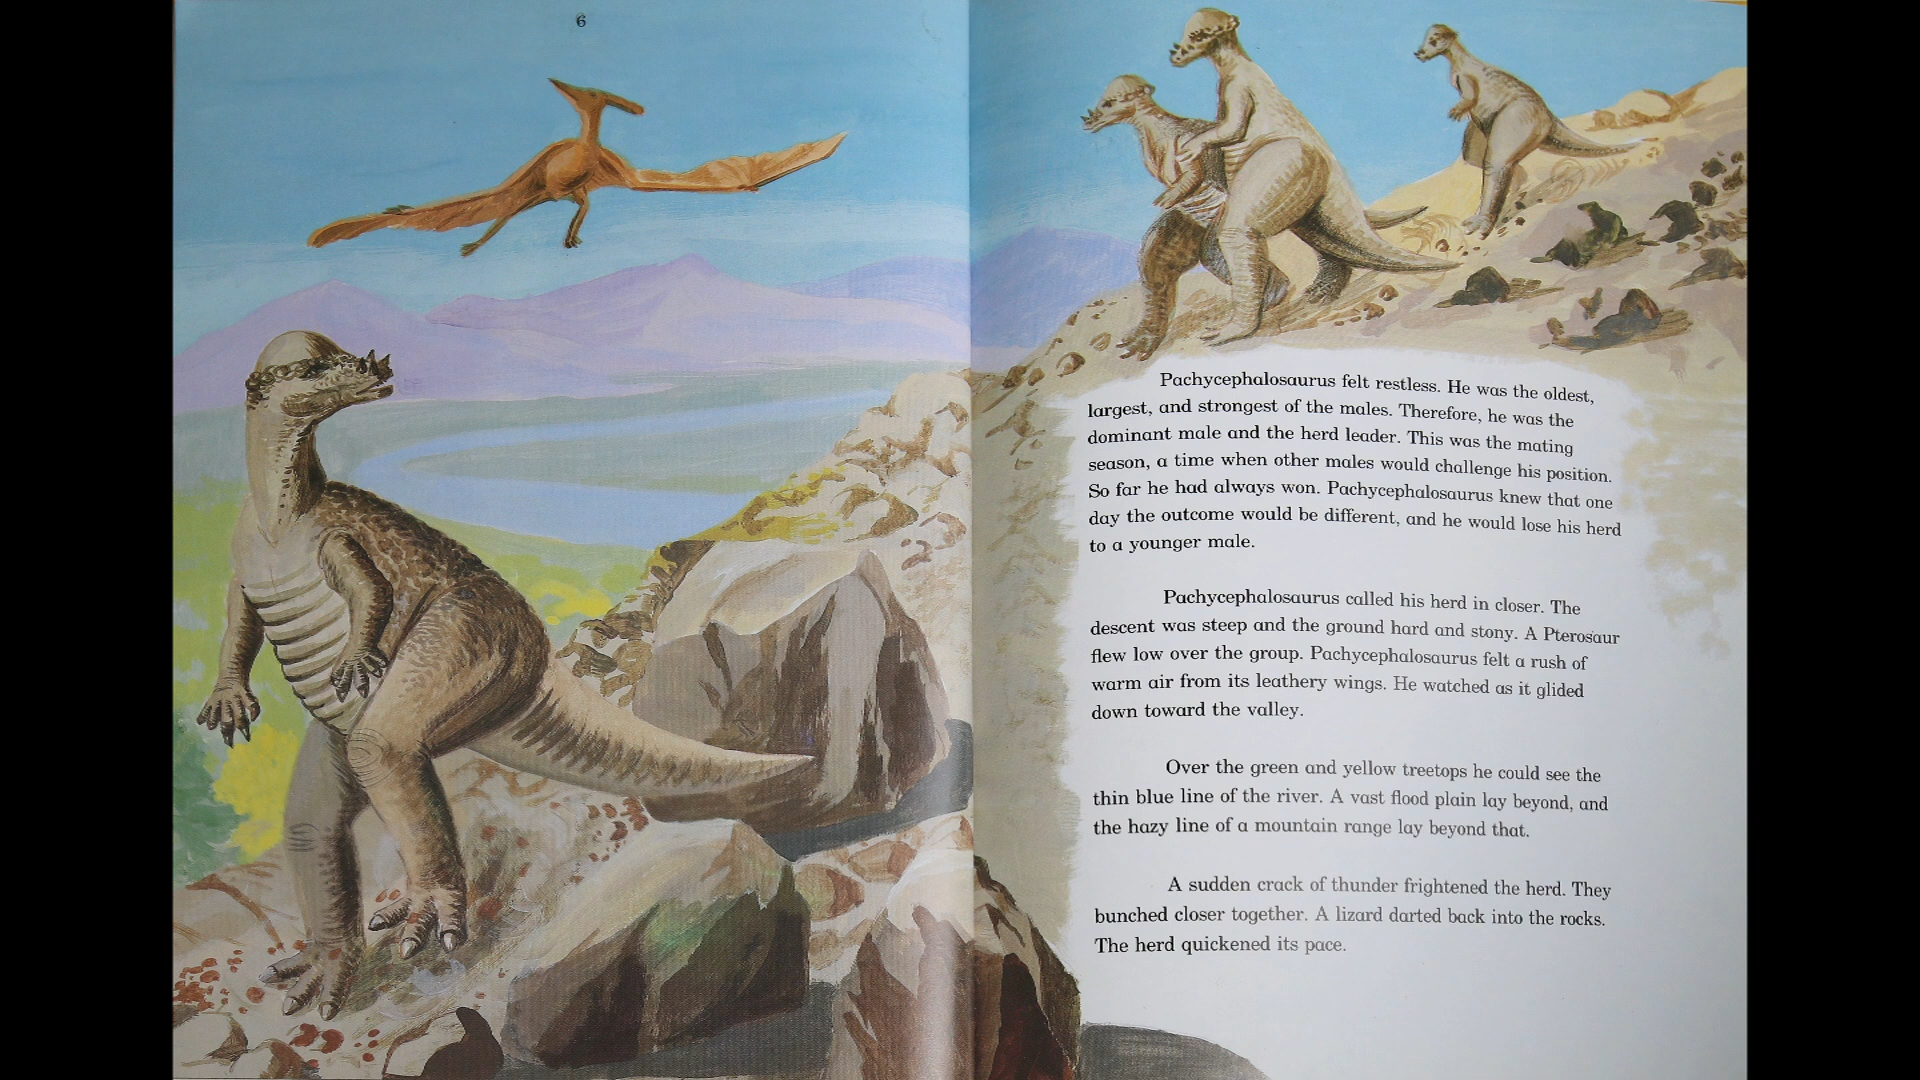 6
Pachycephalosaurus felt restless. He was the oldest,
largest, and strongest of the males. Therefore, he was the
dominant male and the herd leader. This was the mating
season, a time when other males would challenge his position.
So far he had always won. Pachycephalosaurus knew that one
day the outcome would be different, and he would lose his herd
to a younger male.
Pachycephalosaurus called his herd in closer. The
descent was steep and the ground hard and stony. A Pterosaur
flew low over the group. Pachycephalosaurus felt a rush of
warm air from its leathery wings. He watched as it glided
down toward the valley.
Over the green and yellow treetops he could see the
thin blue line of the river. A vast flood plain lay beyond, and
the hazy line of a mountain range lay beyond that.
A sudden crack of thunder frightened the herd. They
bunched closer together. A lizard darted back into the rocks.
The herd quickened its pace.